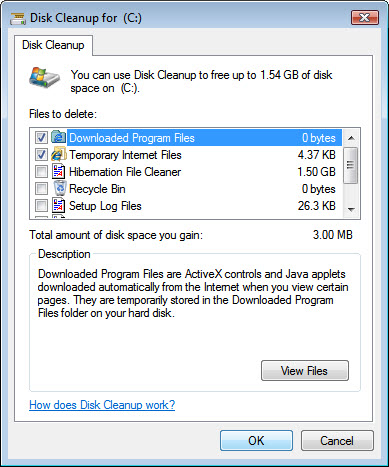 Disk Cleanup for  (C:)
Disk Cleanup
You can use Disk Cleanup to free up to 1.54 GB of disk
space on  (C:).
Files to delete:
Downloaded Program Files 0 bytes
Temporary Internet Files 4.37 KB
Hibernation File Cleaner 1.50 GB
Recycle Bin 0 bytes
Setup Log Files 26.3 KB
Total amount of disk space you gain: 3.00 MB
Description
Downloaded Program Files are ActiveX controls and Java applets
downloaded automatically from the Internet when you view certain
pages. They are temporarily stored in the Downloaded Program
Files folder on your hard disk.
View Files
How does Disk Cleanup work?
OK Cancel